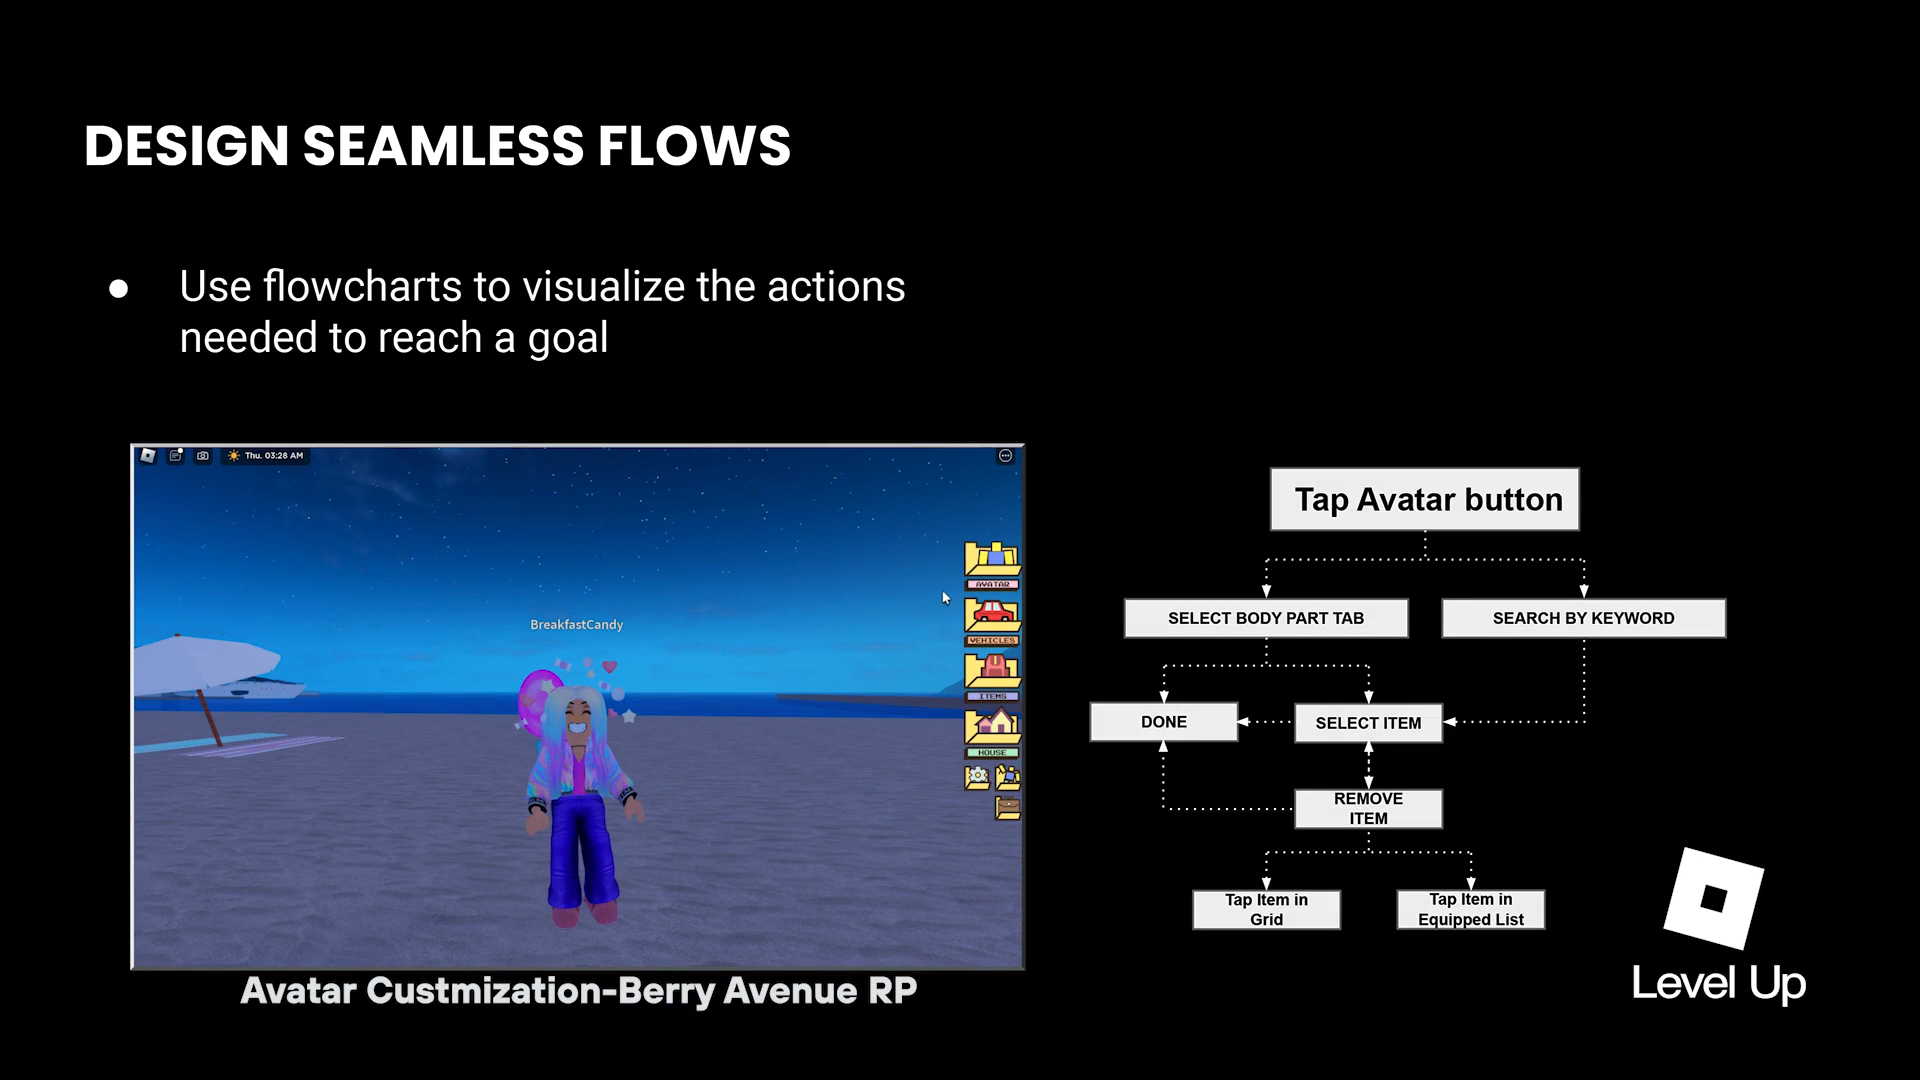 DESIGN SEAMLESS FLOWS
● Use flowcharts to visualize the actions
needed to reach a goal
Thu. 03:28 AM
BreakfastCandy
AVATAR
VEHICLES
ITEMS
HOUSE
Avatar Custmization-Berry Avenue RP
Tap Avatar button
SELECT BODY PART TAB
SEARCH BY KEYWORD
DONE
SELECT ITEM
REMOVE
ITEM
Tap Item in
Grid
Tap Item in
Equipped List
Level Up